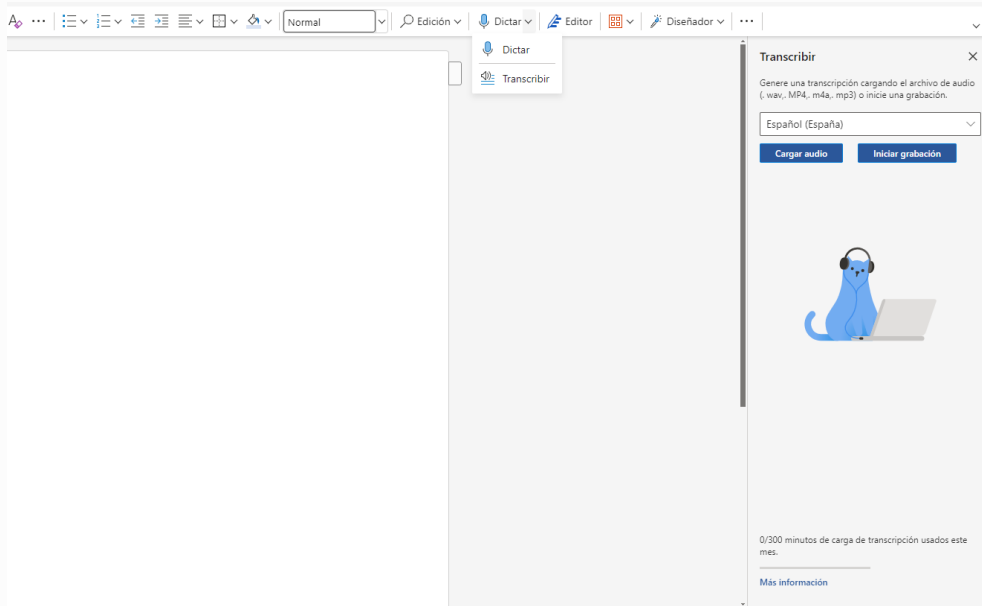 Normal
Edición
Dictar
Editor
Diseñador
Dictar
Transcribir
Transcribir
Genere una transcripción cargando el archivo de audio
(. wav,. MP4,. m4a,. mp3) o inicie una grabación.
Español (España)
Cargar audio
Iniciar grabación
0/300 minutos de carga de transcripción usados este
mes.
Más información